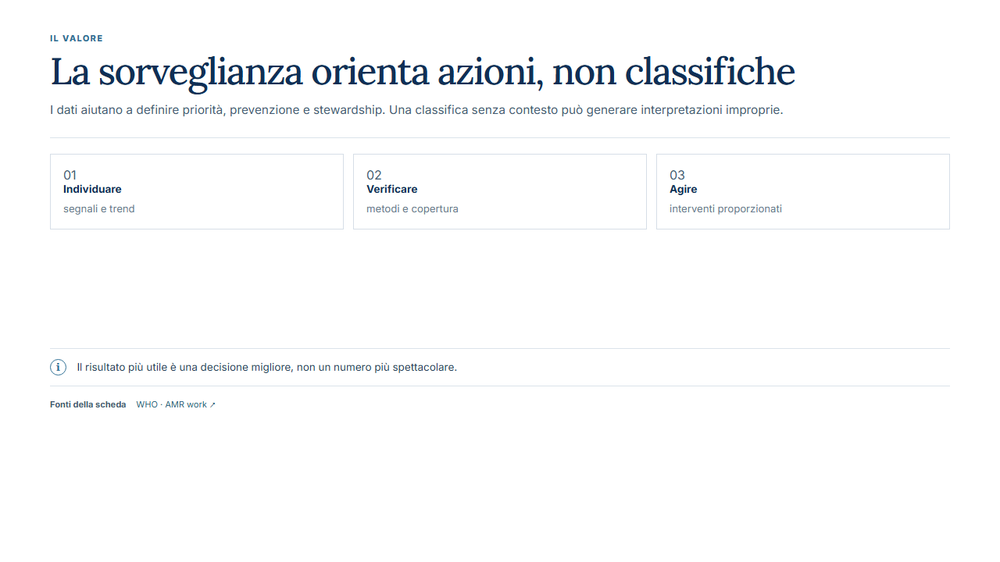 IL VALORE
La sorveglianza orienta azioni, non classifiche
I dati aiutano a definire priorità, prevenzione e stewardship. Una classifica senza contesto può generare interpretazioni improprie.
01
Individuare
segnali e trend
02
Verificare
metodi e copertura
03
Agire
interventi proporzionati
i Il risultato più utile è una decisione migliore, non un numero più spettacolare.
Fonti della scheda WHO · AMR work ↗